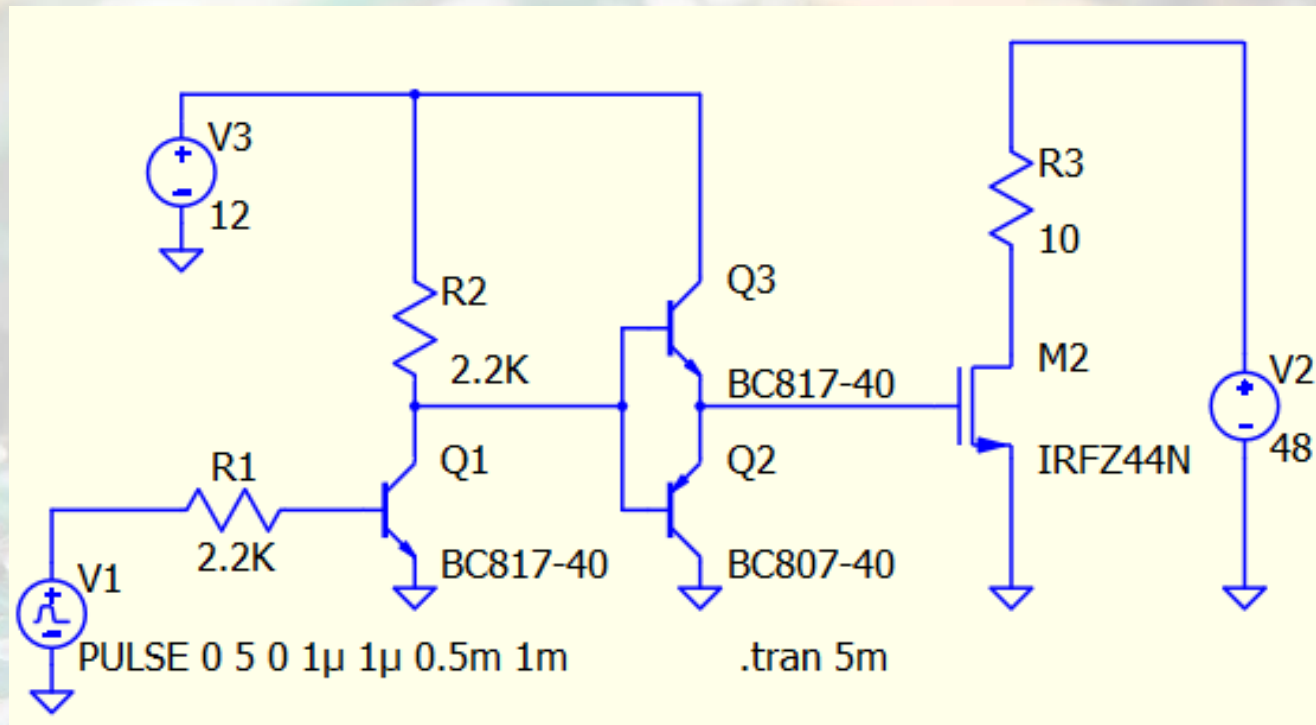 V3
12
R2
2.2K
Q3
BC817-40
R3
10
M2
IRFZ44N
V2
48
R1
2.2K
Q1
BC817-40
Q2
BC807-40
V1
PULSE 0 5 0 1µ 1µ 0.5m 1m
.tran 5m